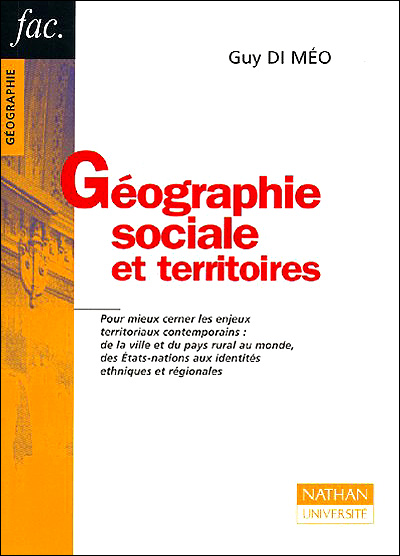 fac.
GÉOGRAPHIE
Guy DI MÉO
Géographie
sociale
et territoires
Pour mieux cerner les enjeux
territoriaux contemporains :
de la ville et du pays rural au monde,
des États-nations aux identités
ethniques et régionales
NATHAN
UNIVERSITÉ